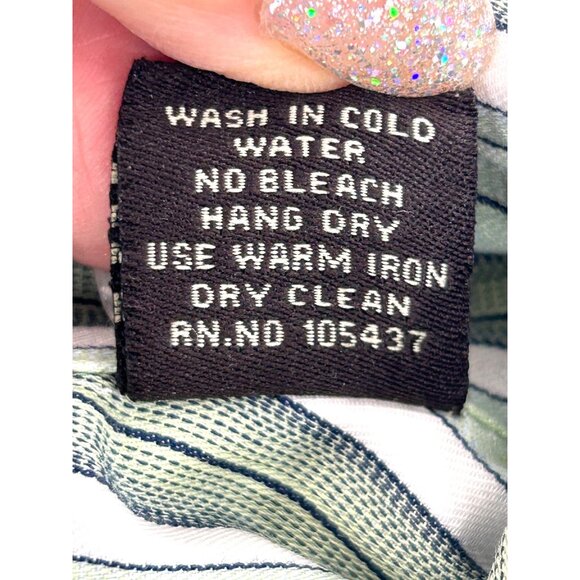 WASH IN COLD
WATER
NO BLEACH
HANG DRY
USE WARM IRON
DRY CLEAN
RN.NO 105437